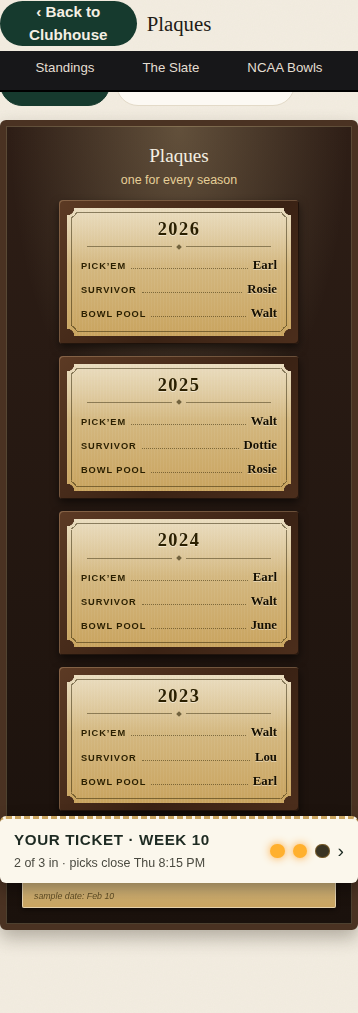 ‹ Back to
Clubhouse
Plaques
Standings
The Slate
NCAA Bowls
Plaques
one for every season
2026
PICK'EM Earl
SURVIVOR Rosie
BOWL POOL Walt
2025
PICK'EM Walt
SURVIVOR Dottie
BOWL POOL Rosie
2024
PICK'EM Earl
SURVIVOR Walt
BOWL POOL June
2023
PICK'EM Walt
SURVIVOR Lou
BOWL POOL Earl
YOUR TICKET · WEEK 10
2 of 3 in · picks close Thu 8:15 PM
›
sample date: Feb 10